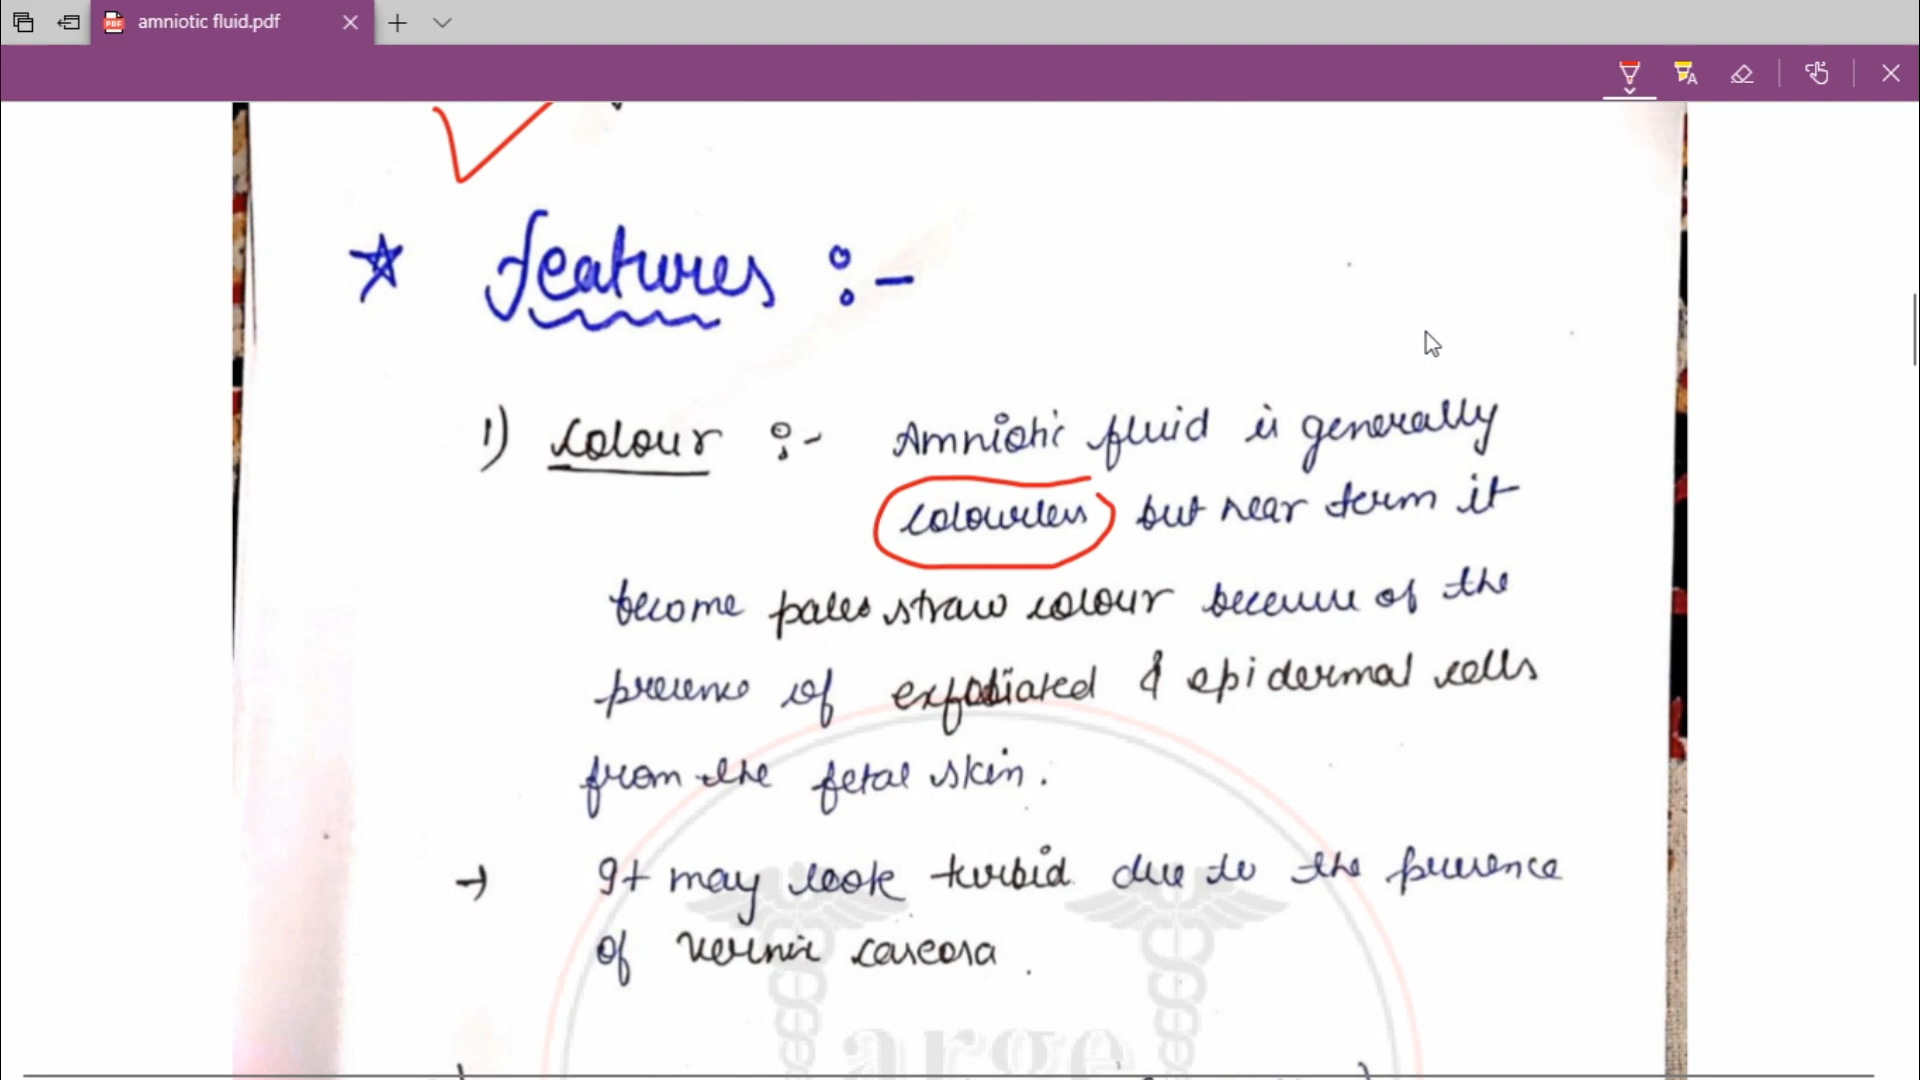 amniotic fluid.pdf
☆ features :-
1) colour :- Amniotic fluid is generally
colourless but near term it
become pale straw colour because of the
presence of exfoliated & epidermal cells
from the fetal skin.
→ It may look turbid due to the presence
of vernix caseosa.
arge